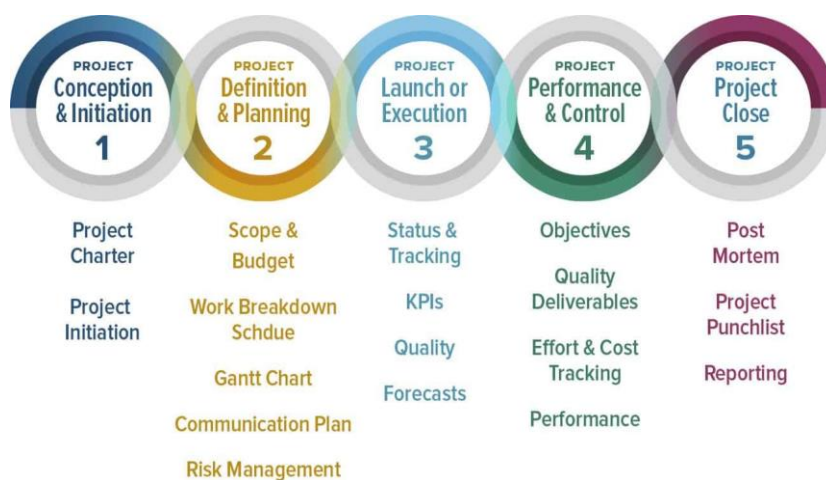 PROJECT
Conception
& Initiation
1
PROJECT
Definition
& Planning
2
PROJECT
Launch or
Execution
3
PROJECT
Performance
& Control
4
PROJECT
Project
Close
5
Project
Charter
Project
Initiation
Scope &
Budget
Work Breakdown
Schdue
Gantt Chart
Communication Plan
Risk Management
Status &
Tracking
KPIs
Quality
Forecasts
Objectives
Quality
Deliverables
Effort & Cost
Tracking
Performance
Post
Mortem
Project
Punchlist
Reporting